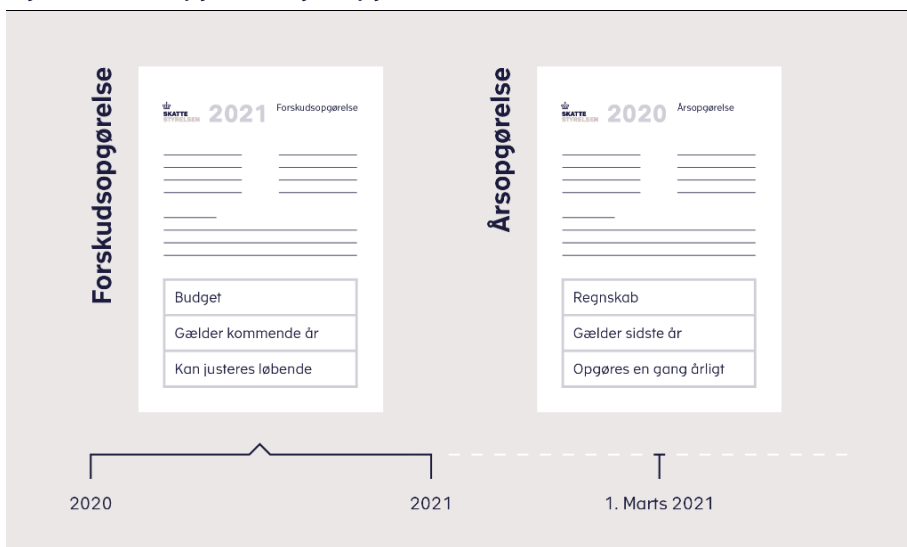 Forskudsopgørelse
SKATTE
STYRELSEN
2021
Forskudsopgørelse
Budget
Gælder kommende år
Kan justeres løbende
Årsopgørelse
SKATTE
STYRELSEN
2020
Årsopgørelse
Regnskab
Gælder sidste år
Opgøres en gang årligt
2020
2021
1. Marts 2021